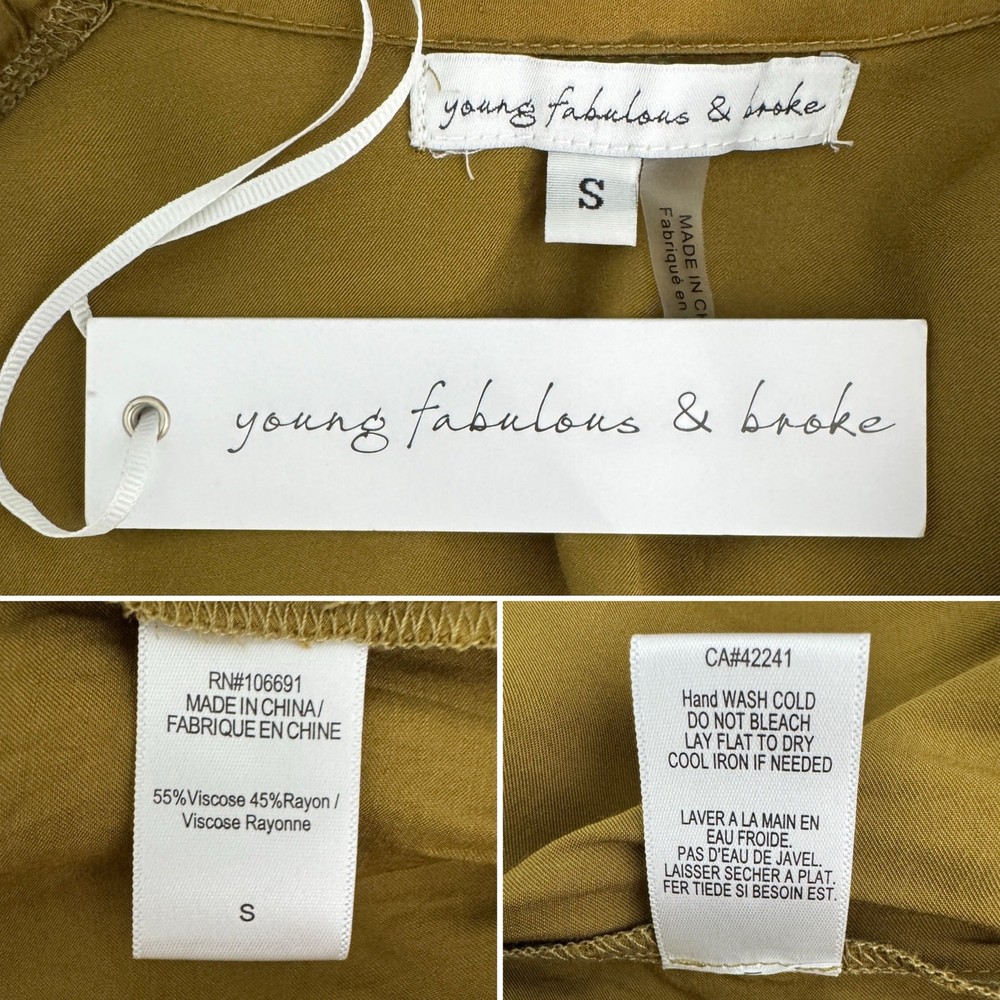 young fabulous & broke
S
MADE IN CH
Fabriqué en
young fabulous & broke
RN#106691
MADE IN CHINA/
FABRIQUE EN CHINE
55%Viscose 45%Rayon /
Viscose Rayonne
S
CA#42241
Hand WASH COLD
DO NOT BLEACH
LAY FLAT TO DRY
COOL IRON IF NEEDED
LAVER A LA MAIN EN
EAU FROIDE.
PAS D'EAU DE JAVEL.
LAISSER SECHER A PLAT.
FER TIEDE SI BESOIN EST.